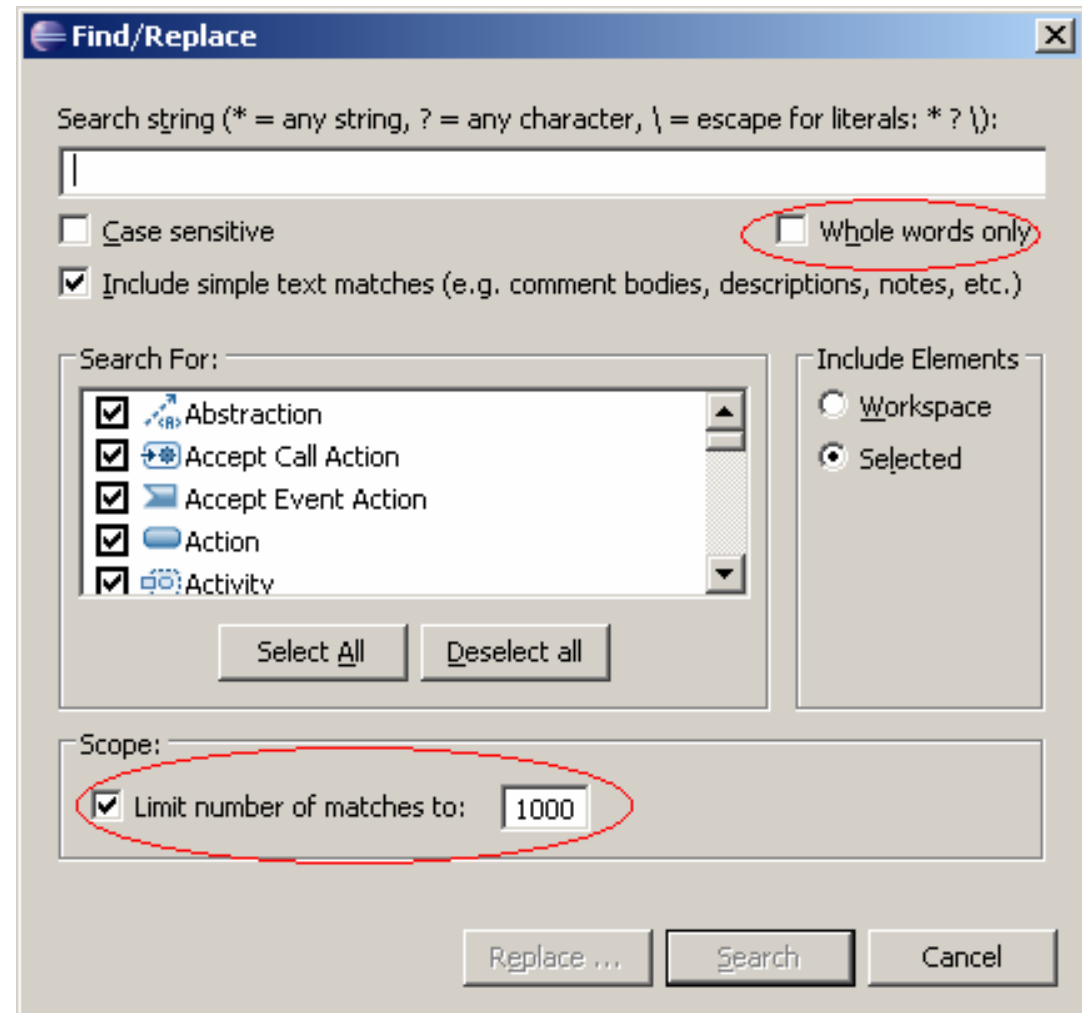 Find/Replace
Search string (* = any string, ? = any character, \ = escape for literals: * ? \):
Case sensitive
Whole words only
Include simple text matches (e.g. comment bodies, descriptions, notes, etc.)
Search For:
Include Elements
Abstraction
Workspace
Accept Call Action
Selected
Accept Event Action
Action
Activity
Select All
Deselect all
Scope:
Limit number of matches to: 1000
Replace ...
Search
Cancel